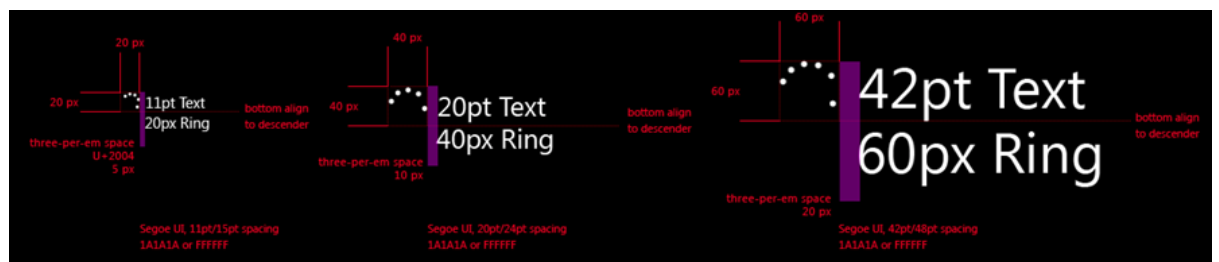 20 px
20 px
11pt Text
20px Ring
bottom align
to descender
three-per-em space
U+2004
5 px
Segoe UI, 11pt/15pt spacing
1A1A1A or FFFFFF
40 px
40 px
20pt Text
40px Ring
bottom align
to descender
three-per-em space
10 px
Segoe UI, 20pt/24pt spacing
1A1A1A or FFFFFF
60 px
60 px
42pt Text
60px Ring
bottom align
to descender
three-per-em space
20 px
Segoe UI, 42pt/48pt spacing
1A1A1A or FFFFFF